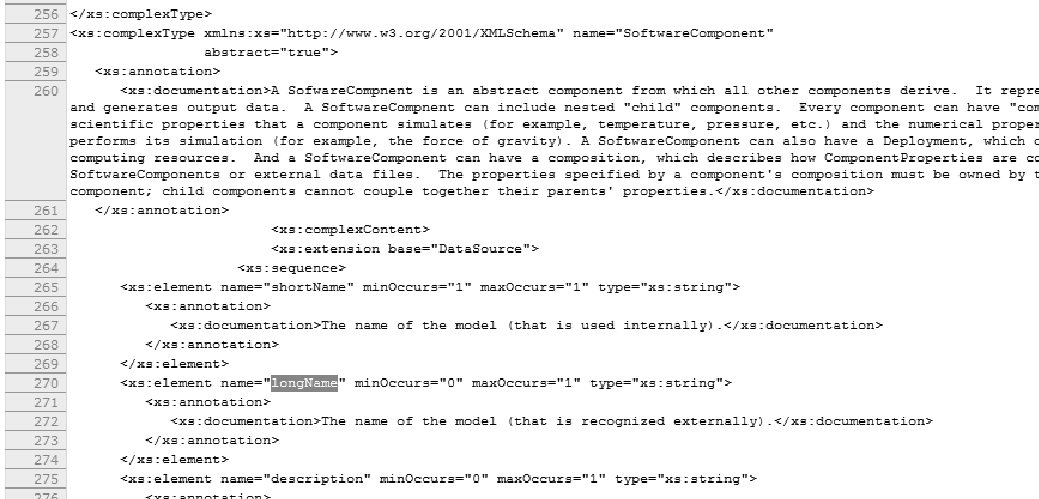 256 </xs:complexType>
257 <xs:complexType xmlns:xs="http://www.w3.org/2001/XMLSchema" name="SoftwareComponent"
258 abstract="true">
259 <xs:annotation>
260 <xs:documentation>A SofwareCompnent is an abstract component from which all other components derive.  It repre
and generates output data.  A SoftwareCompnent can include nested "child" components.  Every component can have "com
scientific properties that a component simulates (for example, temperature, pressure, etc.) and the numerical proper
performs its simulation (for example, the force of gravity). A SoftwareCompnent can also have a Deployment, which d
computing resources.  And a SoftwareCompnent can have a composition, which describes how ComponentProperties are co
SoftwareComponents or external data files.  The properties specified by a component's composition must be owned by t
component; child components cannot couple together their parents' properties.</xs:documentation>
261 </xs:annotation>
262 <xs:complexContent>
263 <xs:extension base="DataSource">
264 <xs:sequence>
265 <xs:element name="shortName" minOccurs="1" maxOccurs="1" type="xs:string">
266 <xs:annotation>
267 <xs:documentation>The name of the model (that is used internally).</xs:documentation>
268 </xs:annotation>
269 </xs:element>
270 <xs:element name="longName" minOccurs="0" maxOccurs="1" type="xs:string">
271 <xs:annotation>
272 <xs:documentation>The name of the model (that is recognized externally).</xs:documentation>
273 </xs:annotation>
274 </xs:element>
275 <xs:element name="description" minOccurs="0" maxOccurs="1" type="xs:string">
276 <xs:annotation>